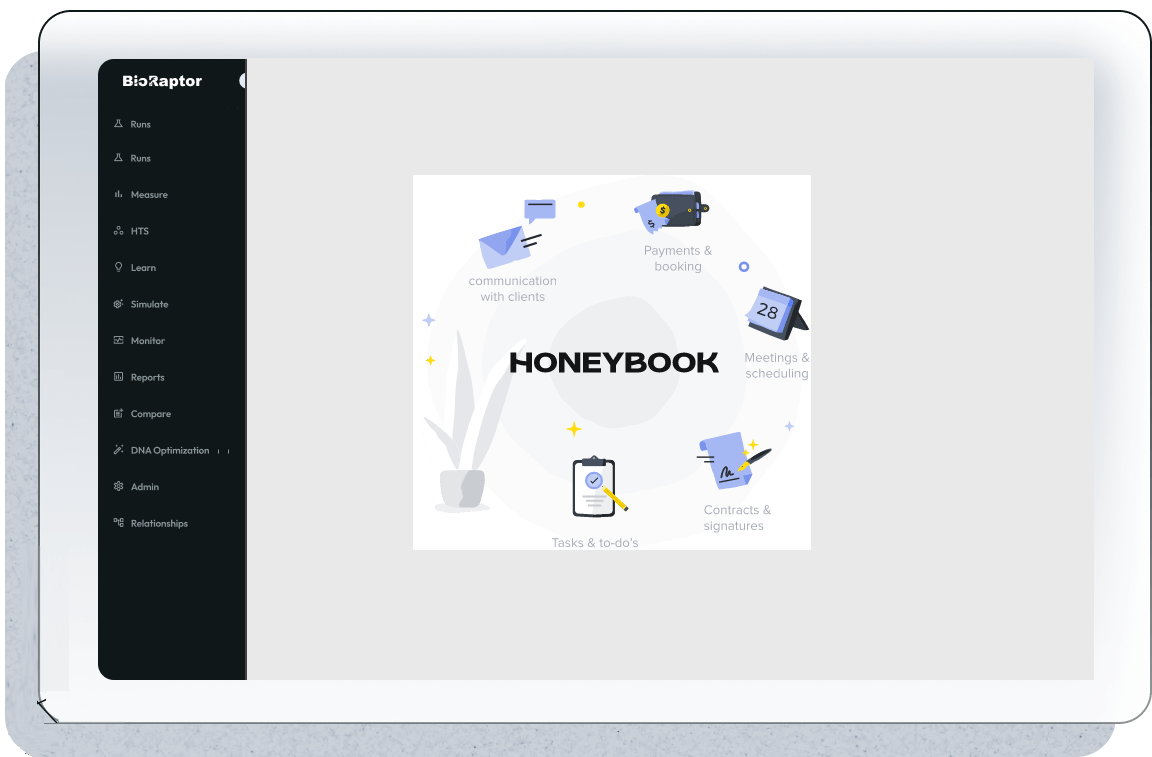 BioRaptor
Runs
Runs
Measure
HTS
Learn
Simulate
Monitor
Reports
Compare
DNA Optimization
Admin
Relationships
communication
with clients
Payments &
booking
$
$
28
Meetings &
scheduling
HONEYBOOK
Contracts &
signatures
Tasks & to-do's